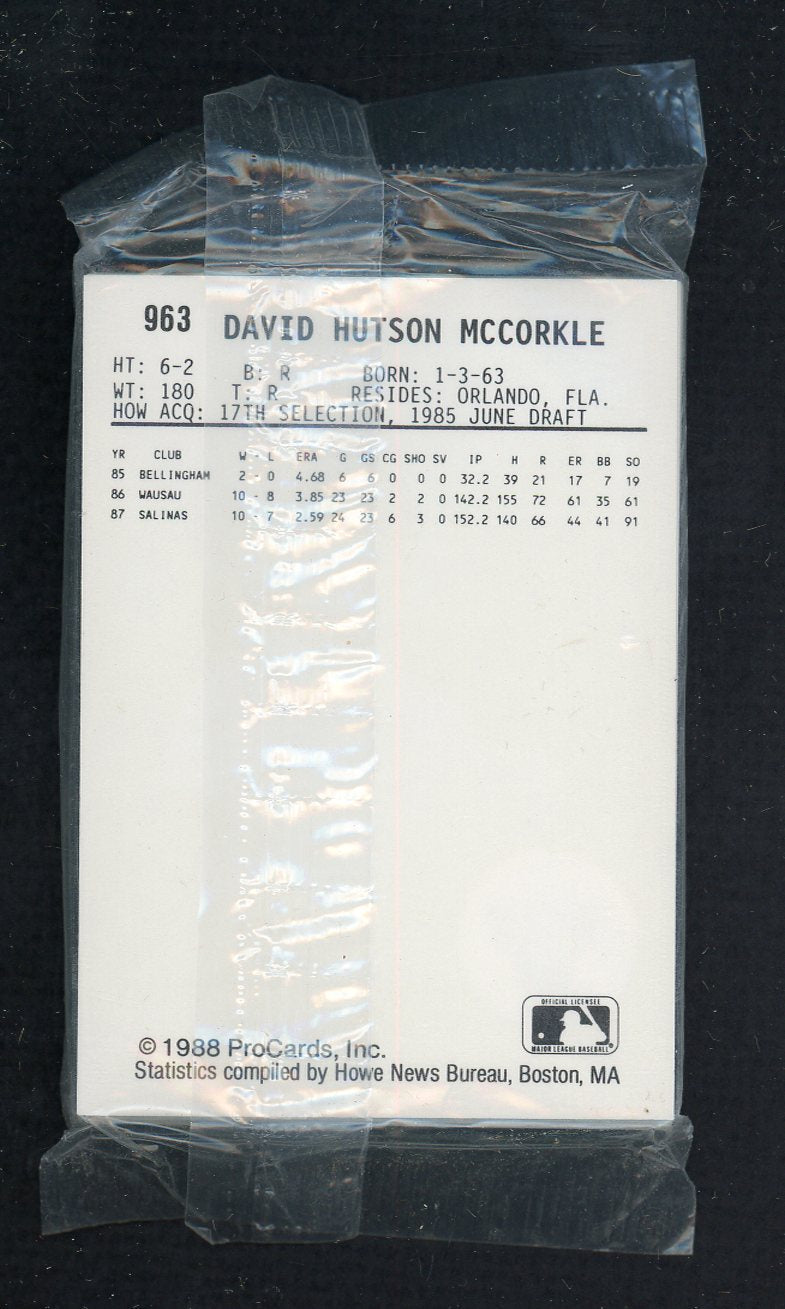 963 DAVID HUTSON MCCORKLE
HT: 6-2 B: R BORN: 1-3-63
WT: 180 T: R RESIDES: ORLANDO, FLA.
HOW ACQ: 17TH SELECTION, 1985 JUNE DRAFT
YR CLUB W - L ERA G GS CG SHO SV IP H R ER BB SO
85 BELLINGHAM 2 - 0 4.68 6 6 0 0 0 32.2 39 21 17 7 19
86 WAUSAU 10 - 8 3.85 23 23 2 2 0 142.2 155 72 61 35 61
87 SALINAS 10 - 7 2.59 24 23 6 3 0 152.2 140 66 44 41 91
OFFICIAL LICENSEE
MAJOR LEAGUE BASEBALL
© 1988 ProCards, Inc.
Statistics compiled by Howe News Bureau, Boston, MA